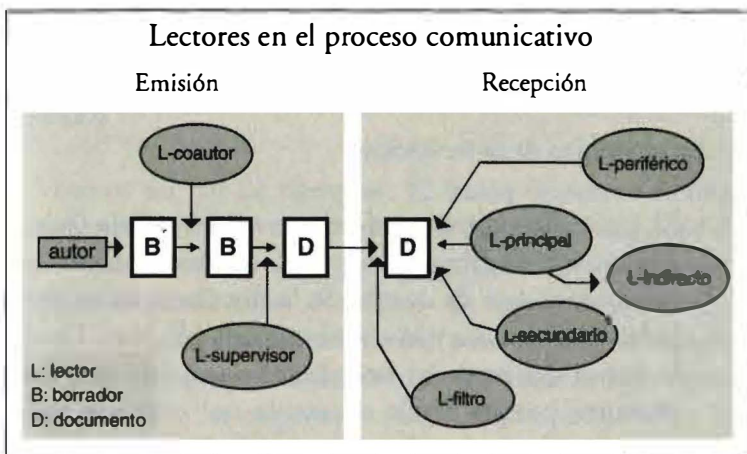 Lectores en el proceso comunicativo
Emisión Recepción
L-coautor
L-periférico
autor B B D D
L-principal
L-indirecto
L-secundario
L-supervisor
L-filtro
L: lector
B: borrador
D: documento